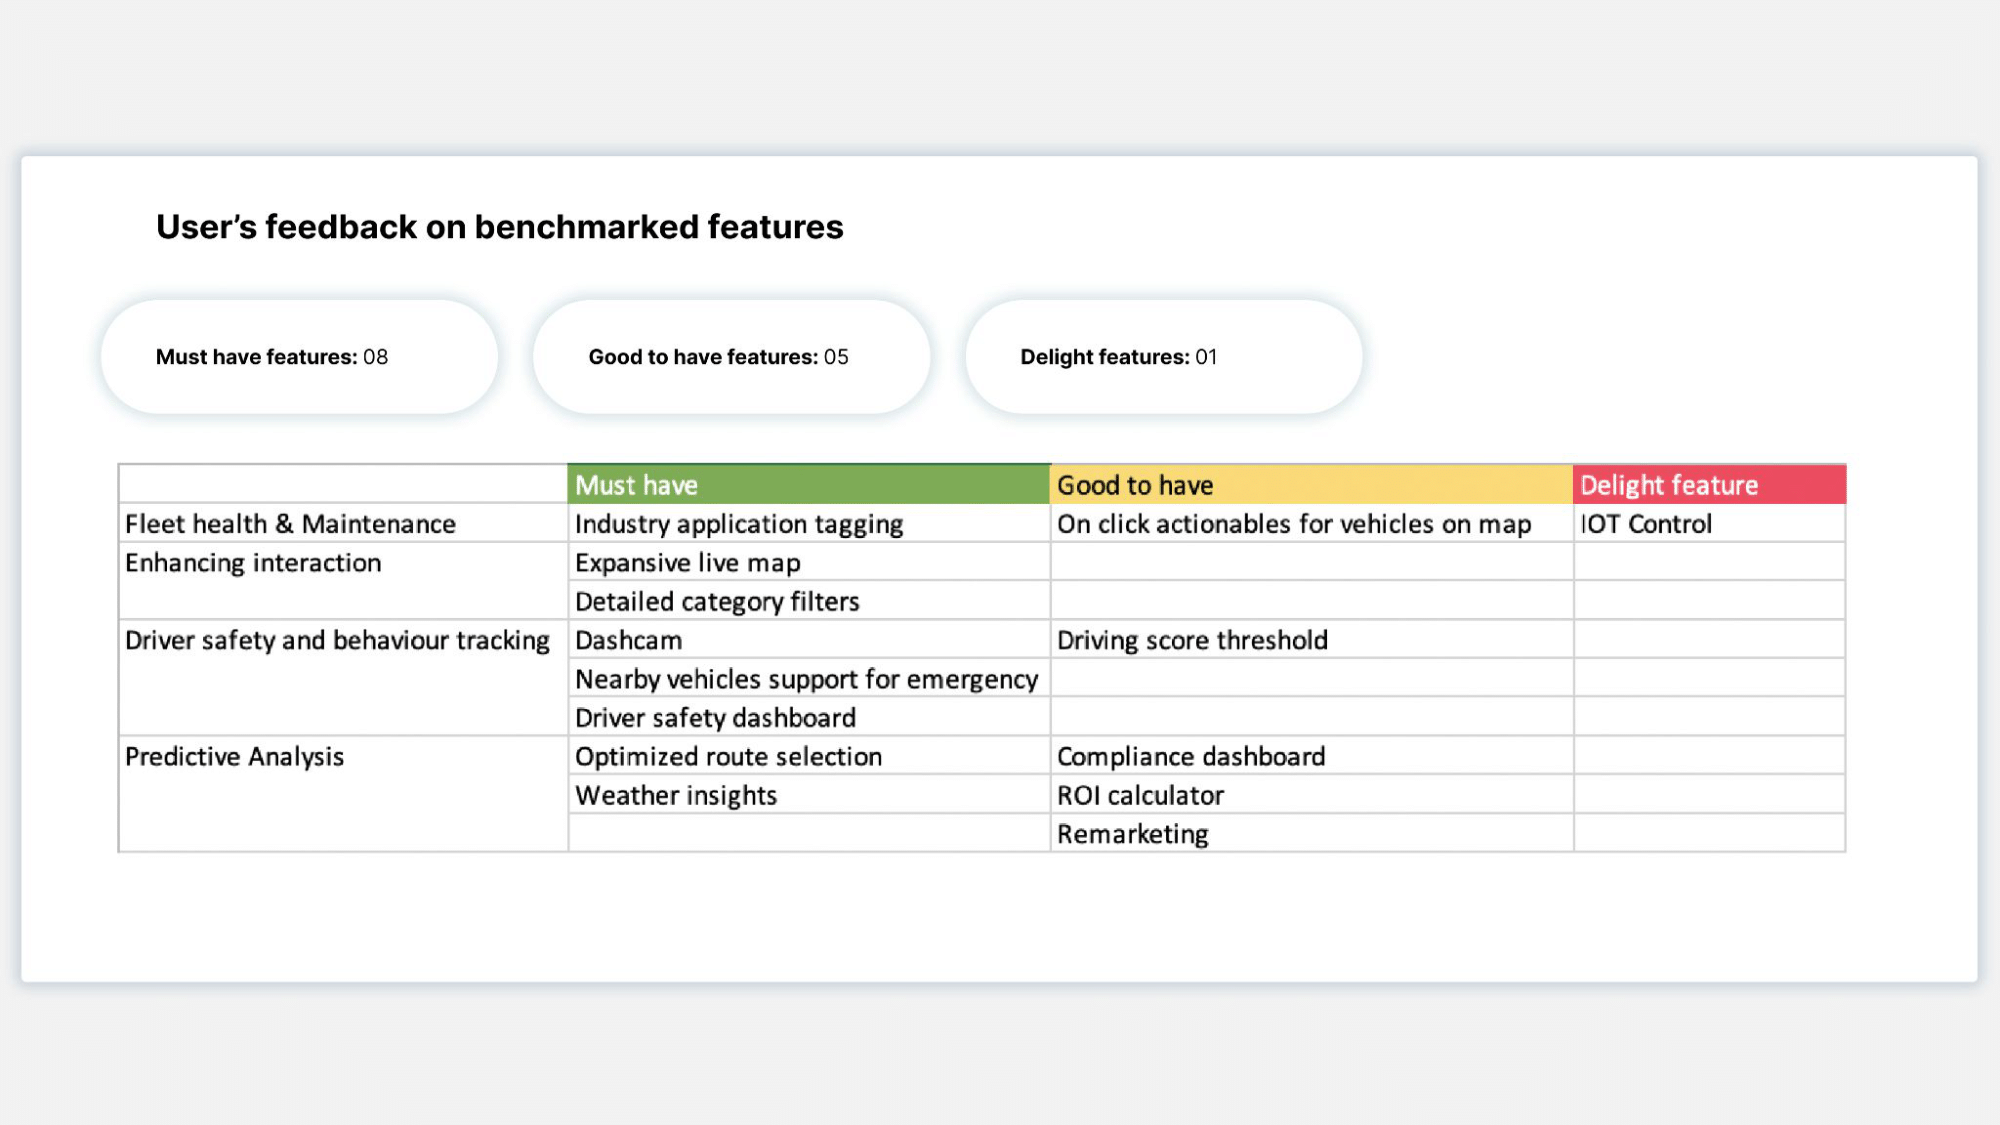 User’s feedback on benchmarked features
Must have features: 08
Good to have features: 05
Delight features: 01
Must have Good to have Delight feature
Fleet health & Maintenance Industry application tagging On click actionables for vehicles on map IOT Control
Enhancing interaction Expansive live map
Detailed category filters
Driver safety and behaviour tracking Dashcam Driving score threshold
Nearby vehicles support for emergency
Driver safety dashboard
Predictive Analysis Optimized route selection Compliance dashboard
Weather insights ROI calculator
Remarketing